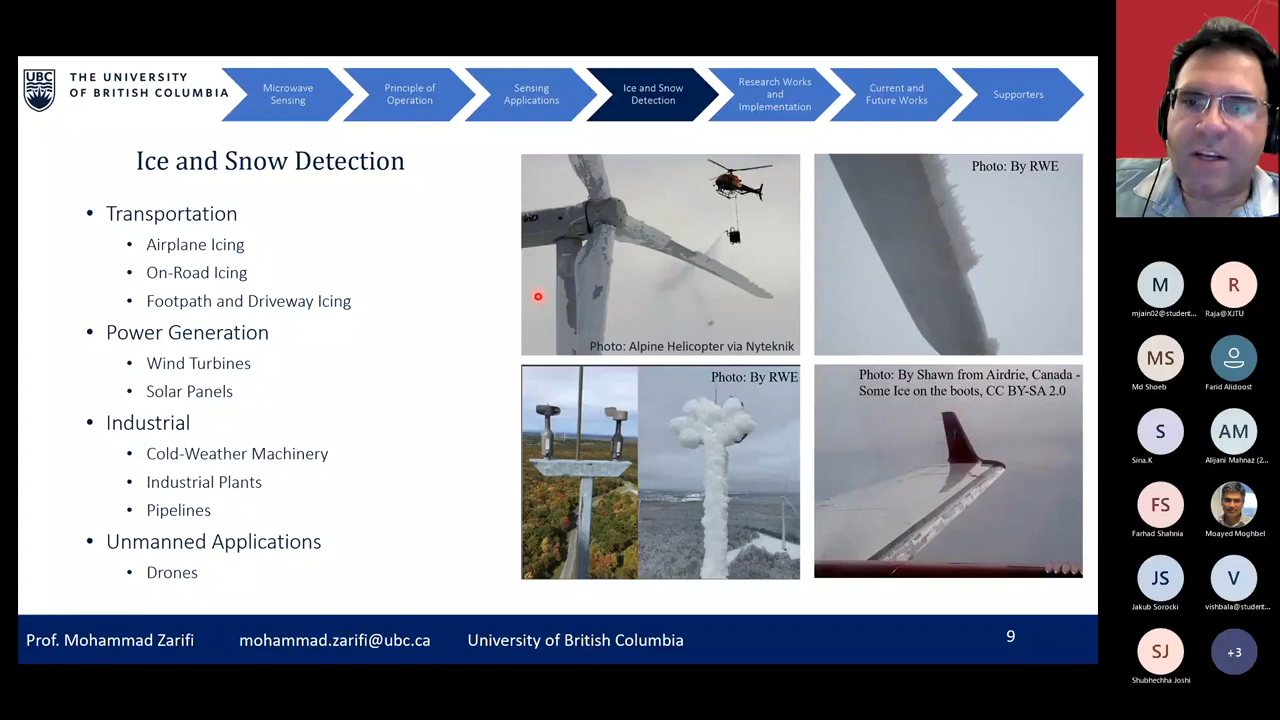 UBC
THE UNIVERSITY
OF BRITISH COLUMBIA
Microwave
Sensing
Principle of
Operation
Sensing
Applications
Ice and Snow
Detection
Research Works
and
Implementation
Current and
Future Works
Supporters
Ice and Snow Detection
• Transportation
• Airplane Icing
• On-Road Icing
• Footpath and Driveway Icing
• Power Generation
• Wind Turbines
• Solar Panels
• Industrial
• Cold-Weather Machinery
• Industrial Plants
• Pipelines
• Unmanned Applications
• Drones
Photo: Alpine Helicopter via Nyteknik
Photo: By RWE
Photo: By RWE
Photo: By Shawn from Airdrie, Canada -
Some Ice on the boots, CC BY-SA 2.0
Prof. Mohammad Zarifi mohammad.zarifi@ubc.ca University of British Columbia 9
M
mjain02@student...
R
Raja@XJTU
MS
Md Shoeb
Farid Alidoost
S
Sina.K
AM
Alijani Mahnaz (2...
FS
Farhad Shahnia
Moayed Moghbel
JS
Jakub Sorocki
V
vishbala@student...
SJ
Shubhechha Joshi
+3